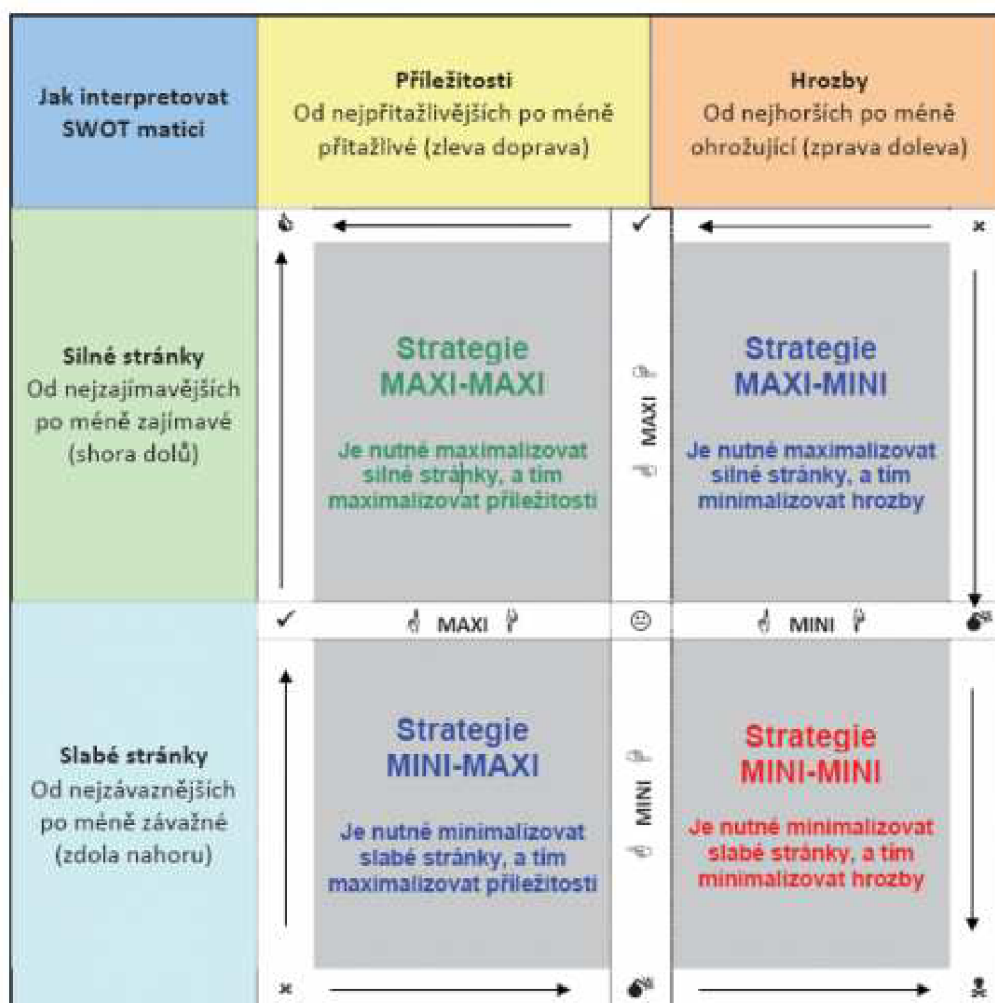 Jak interpretovat
SWOT matici
Příležitosti
Od nejpřitažlivějších po méně
přitažlivé (zleva doprava)
Hrozby
Od nejhorších po méně
ohrožující (zprava doleva)
Silné stránky
Od nejzajímavějších
po méně zajímavé
(shora dolů)
Strategie
MAXI-MAXI
Je nutné maximalizovat
silné stránky, a tím
maximalizovat příležitosti
MAXI
Strategie
MAXI-MINI
Je nutné maximalizovat
silné stránky, a tím
minimalizovat hrozby
MAXI
MINI
Slabé stránky
Od nejzávaznějších
po méně závažné
(zdola nahoru)
Strategie
MINI-MAXI
Je nutné minimalizovat
slabé stránky, a tím
maximalizovat příležitosti
MINI
Strategie
MINI-MINI
Je nutné minimalizovat
slabé stránky, a tím
minimalizovat hrozby